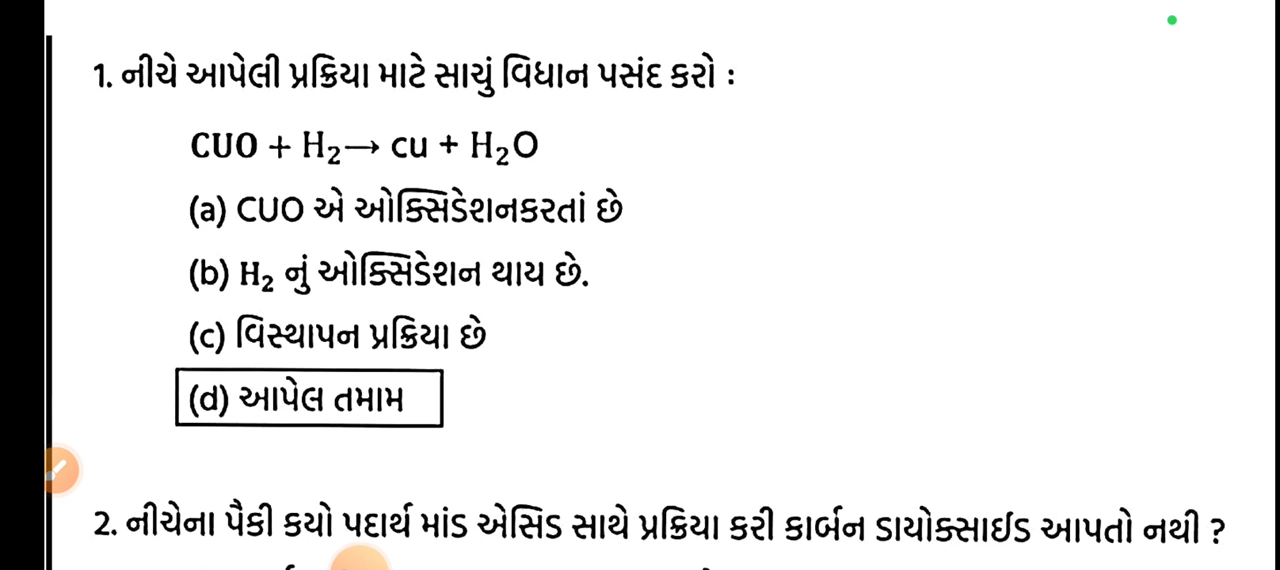 1. નીચે આપેલી પ્રક્રિયા માટે સાચું વિધાન પસંદ કરો :
CUO + H₂→ cu + H₂O
(a) CUO એ ઓક્સિડેશનકરતાં છે
(b) H₂ નું ઓક્સિડેશન થાય છે.
(c) વિસ્થાપન પ્રક્રિયા છે
(d) આપેલ તમામ
2. નીચેના પૈકી કયો પદાર્થ માંડ એસિડ સાથે પ્રક્રિયા કરી કાર્બન ડાયોક્સાઈડ આપતો નથી ?